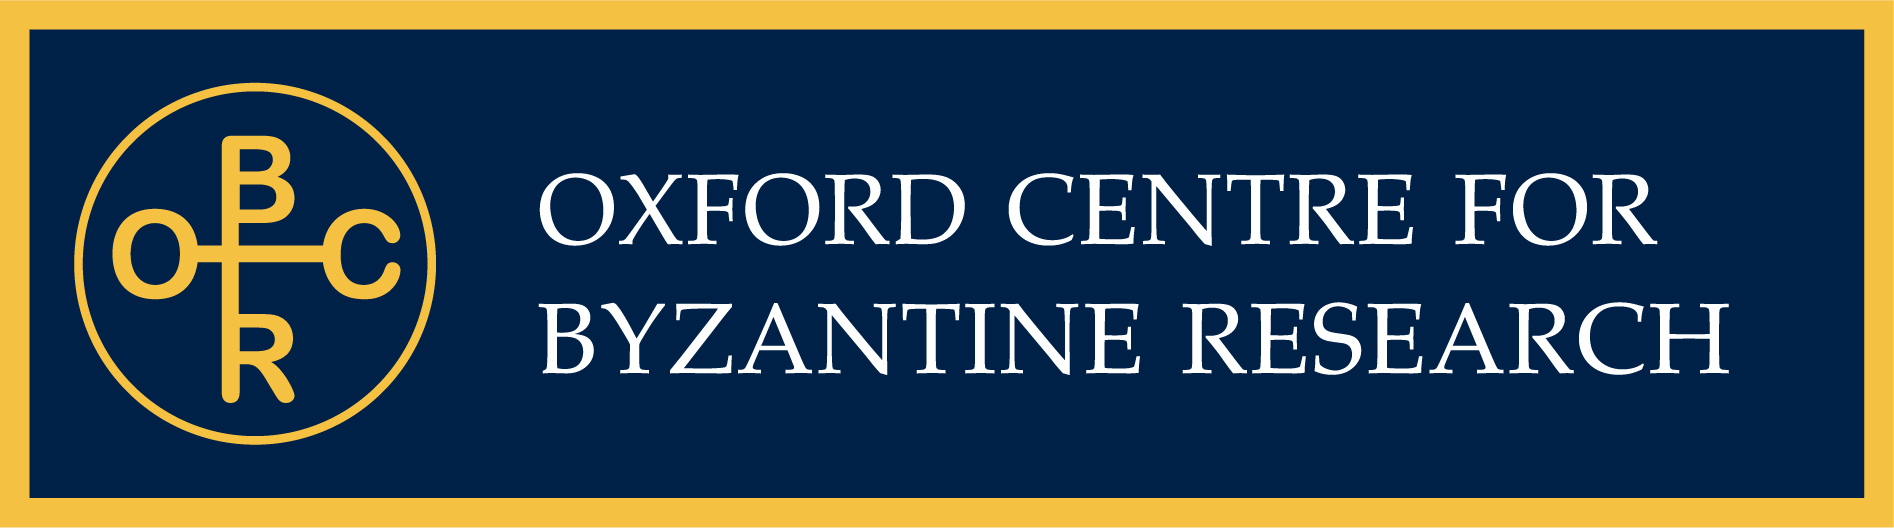 B
O C
R
OXFORD CENTRE FOR
BYZANTINE RESEARCH